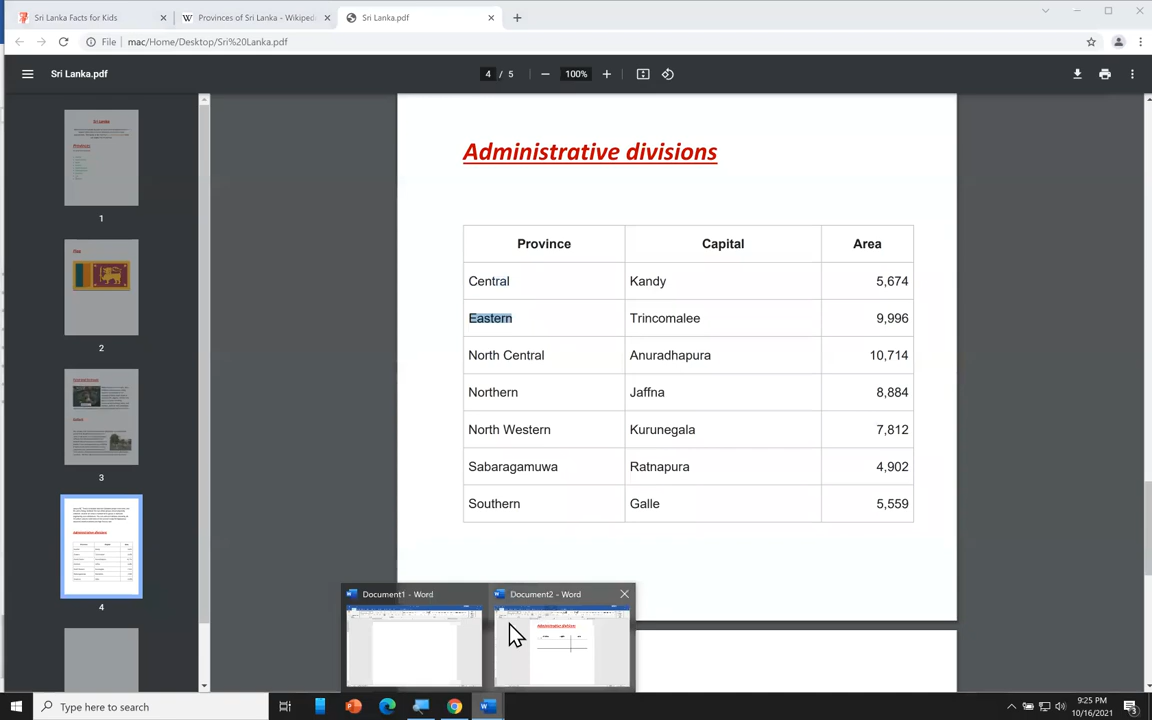 Sri Lanka Facts for Kids
Provinces of Sri Lanka - Wikiped
Sri Lanka.pdf
File
mac/Home/Desktop/Sri%20Lanka.pdf
Sri Lanka.pdf
4 / 5
100%
Administrative divisions
Province Capital Area
Central Kandy 5,674
Eastern Trincomalee 9,996
North Central Anuradhapura 10,714
Northern Jaffna 8,884
North Western Kurunegala 7,812
Sabaragamuwa Ratnapura 4,902
Southern Galle 5,559
1
2
3
4
Document1 - Word
Document2 - Word
Administrative divisions
Type here to search
9:25 PM
10/16/2021
3